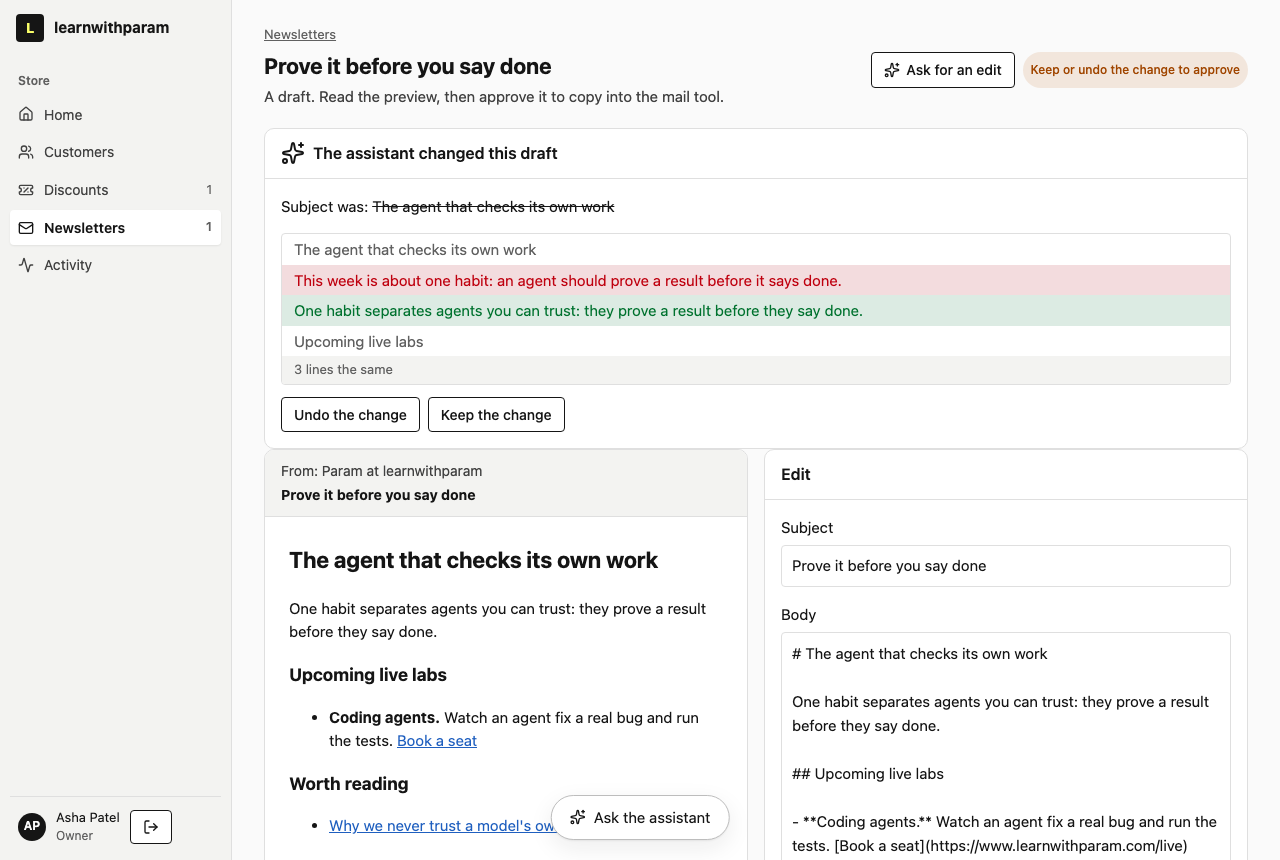 L learnwithparam
Store
Home
Customers
Discounts 1
Newsletters 1
Activity
AP Asha Patel
Owner
Newsletters
Prove it before you say done
A draft. Read the preview, then approve it to copy into the mail tool.
Ask for an edit
Keep or undo the change to approve
The assistant changed this draft
Subject was: The agent that checks its own work
The agent that checks its own work
This week is about one habit: an agent should prove a result before it says done.
One habit separates agents you can trust: they prove a result before they say done.
Upcoming live labs
3 lines the same
Undo the change
Keep the change
From: Param at learnwithparam
Prove it before you say done
The agent that checks its own work
One habit separates agents you can trust: they prove a result
before they say done.
Upcoming live labs
• Coding agents. Watch an agent fix a real bug and run
the tests. Book a seat
Worth reading
• Why we never trust a model's
Ask the assistant
Edit
Subject
Prove it before you say done
Body
# The agent that checks its own work
One habit separates agents you can trust: they prove a result
before they say done.
## Upcoming live labs
- **Coding agents.** Watch an agent fix a real bug and run the
tests. [Book a seat](https://www.learnwithparam.com/live)